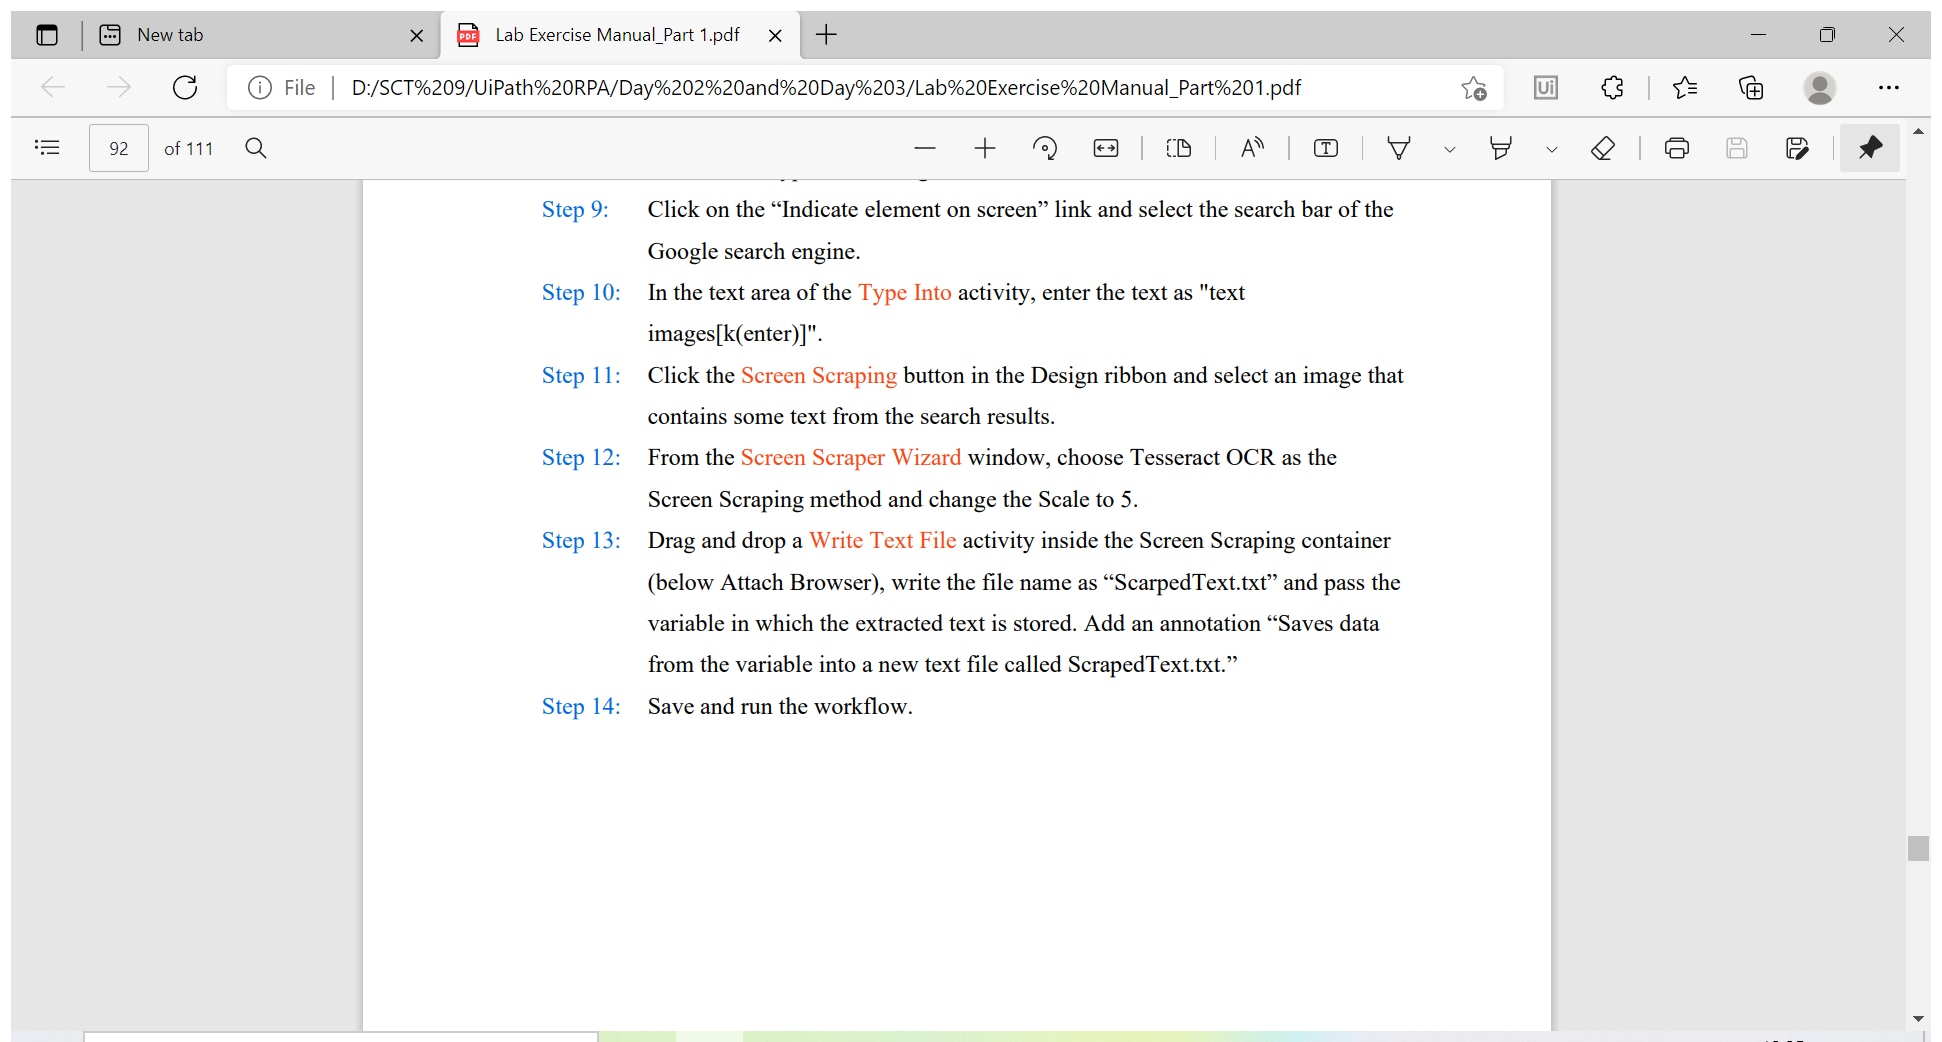 New tab
Lab Exercise Manual_Part 1.pdf
File
D:/SCT%209/UiPath%20RPA/Day%202%20and%20Day%203/Lab%20Exercise%20Manual_Part%201.pdf
92 of 111
Step 9: Click on the “Indicate element on screen” link and select the search bar of the
Google search engine.
Step 10: In the text area of the Type Into activity, enter the text as "text
images[k(enter)]".
Step 11: Click the Screen Scraping button in the Design ribbon and select an image that
contains some text from the search results.
Step 12: From the Screen Scraper Wizard window, choose Tesseract OCR as the
Screen Scraping method and change the Scale to 5.
Step 13: Drag and drop a Write Text File activity inside the Screen Scraping container
(below Attach Browser), write the file name as “ScarpedText.txt” and pass the
variable in which the extracted text is stored. Add an annotation “Saves data
from the variable into a new text file called ScrapedText.txt.”
Step 14: Save and run the workflow.